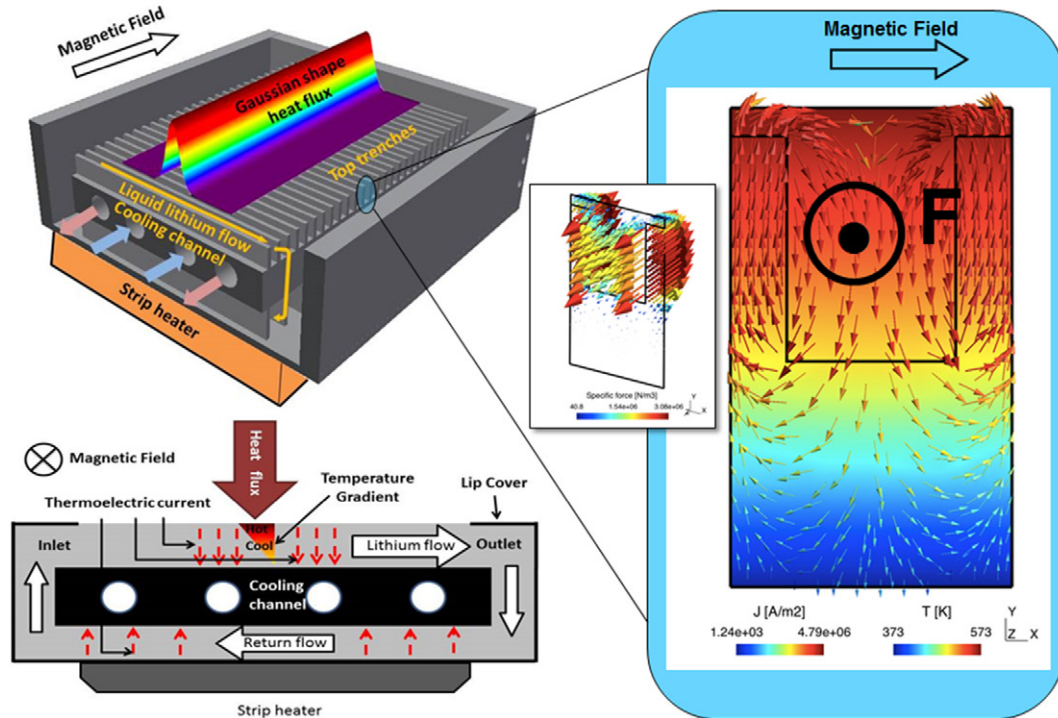 Magnetic Field
Gaussian shape
heat flux
Top trenches
Liquid lithium flow
Cooling channel
Strip heater
Magnetic Field
F
Specific force [N/m3]
40.8 1.54e+06 3.08e+06
Y
Z X
J [A/m2]
1.24e+03 4.79e+06
T [K]
373 573
Y
Z X
Magnetic Field
Heat flux
Temperature
Gradient
Thermoelectric current
Lip Cover
Hot
Cool
Inlet
Lithium flow
Outlet
Cooling
channel
Return flow
Strip heater